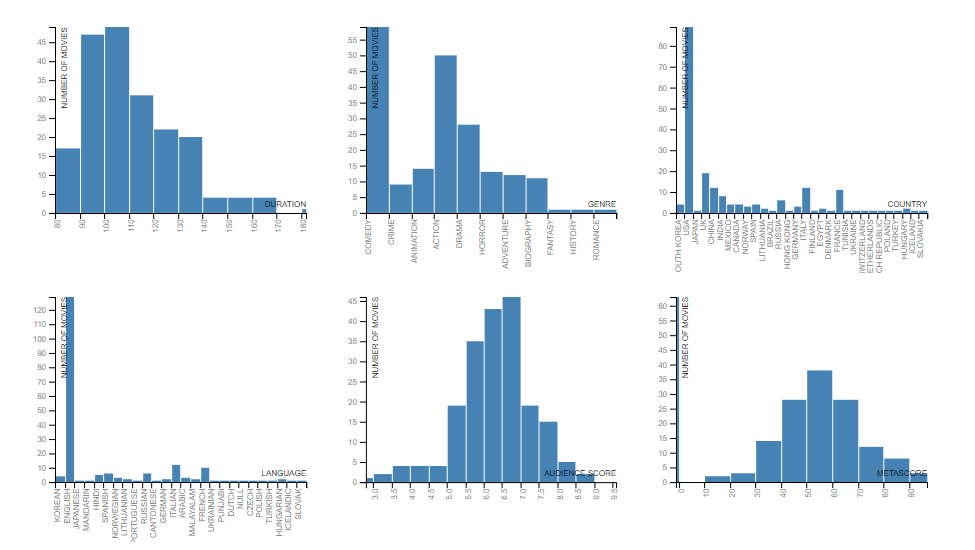 NUMBER OF MOVIES
45
40
35
30
25
20
15
10
5
0
DURATION
80
90
100
110
120
130
140
150
160
170
180
NUMBER OF MOVIES
55
50
45
40
35
30
25
20
15
10
5
0
GENRE
COMEDY
CRIME
ANIMATION
ACTION
DRAMA
HORROR
ADVENTURE
BIOGRAPHY
FANTASY
HISTORY
ROMANCE
NUMBER OF MOVIES
80
70
60
50
40
30
20
10
0
COUNTRY
OUTH KOREA
USA
JAPAN
UK
CHINA
INDIA
MEXICO
CANADA
NORWAY
SPAIN
LITHUANIA
BRAZIL
RUSSIA
HONG KONG
GERMANY
ITALY
FINLAND
EGYPT
DENMARK
FRANCE
TUNISIA
UKRAINE
WITZERLAND
ETHERLANDS
CH REPUBLIC
POLAND
TURKEY
HUNGARY
ICELAND
SLOVAKIA
NUMBER OF MOVIES
120
110
100
90
80
70
60
50
40
30
20
10
0
LANGUAGE
KOREAN
ENGLISH
JAPANESE
MANDARIN
HINDI
SPANISH
NORWEGIAN
LITHUANIAN
PORTUGUESE
RUSSIAN
CANTONESE
GERMAN
ITALIAN
ARABIC
MALAYALAM
FRENCH
UKRAINIAN
PUNJABI
DUTCH
NULL
CZECH
POLISH
TURKISH
HUNGARIAN
ICELANDIC
SLOVAK
NUMBER OF MOVIES
45
40
35
30
25
20
15
10
5
0
AUDIENCE SCORE
3.0
3.5
4.0
4.5
5.0
5.5
6.0
6.5
7.0
7.5
8.0
8.5
9.0
9.5
NUMBER OF MOVIES
60
55
50
45
40
35
30
25
20
15
10
5
0
METASCORE
0
10
20
30
40
50
60
70
80
90